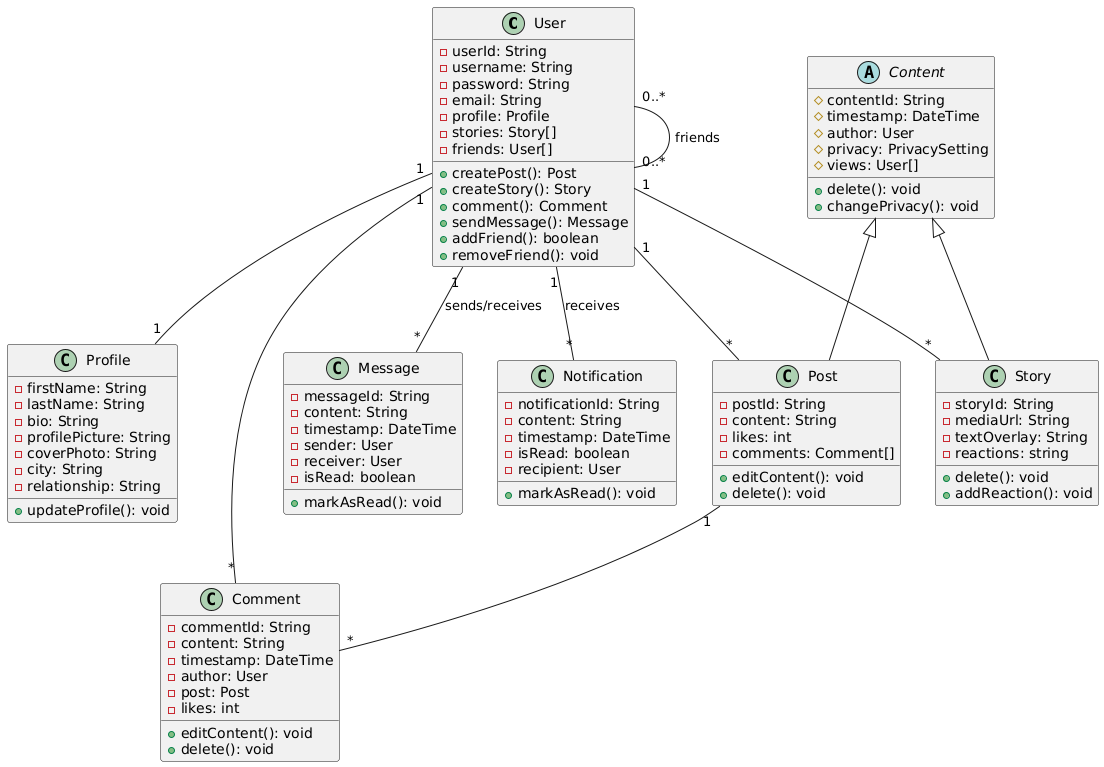 C User
userId: String
username: String
password: String
email: String
profile: Profile
stories: Story[]
friends: User[]
createPost(): Post
createStory(): Story
comment(): Comment
sendMessage(): Message
addFriend(): boolean
removeFriend(): void
A Content
contentId: String
timestamp: DateTime
author: User
privacy: PrivacySetting
views: User[]
delete(): void
changePrivacy(): void
0..*
friends
0..*
1
1
1
1
1
sends/receives
1
receives
1
*
*
*
*
C Profile
firstName: String
lastName: String
bio: String
profilePicture: String
coverPhoto: String
city: String
relationship: String
updateProfile(): void
C Message
messageId: String
content: String
timestamp: DateTime
sender: User
receiver: User
isRead: boolean
markAsRead(): void
C Notification
notificationId: String
content: String
timestamp: DateTime
isRead: boolean
recipient: User
markAsRead(): void
C Post
postId: String
content: String
likes: int
comments: Comment[]
editContent(): void
delete(): void
C Story
storyId: String
mediaUrl: String
textOverlay: String
reactions: string
delete(): void
addReaction(): void
1
*
*
C Comment
commentId: String
content: String
timestamp: DateTime
author: User
post: Post
likes: int
editContent(): void
delete(): void